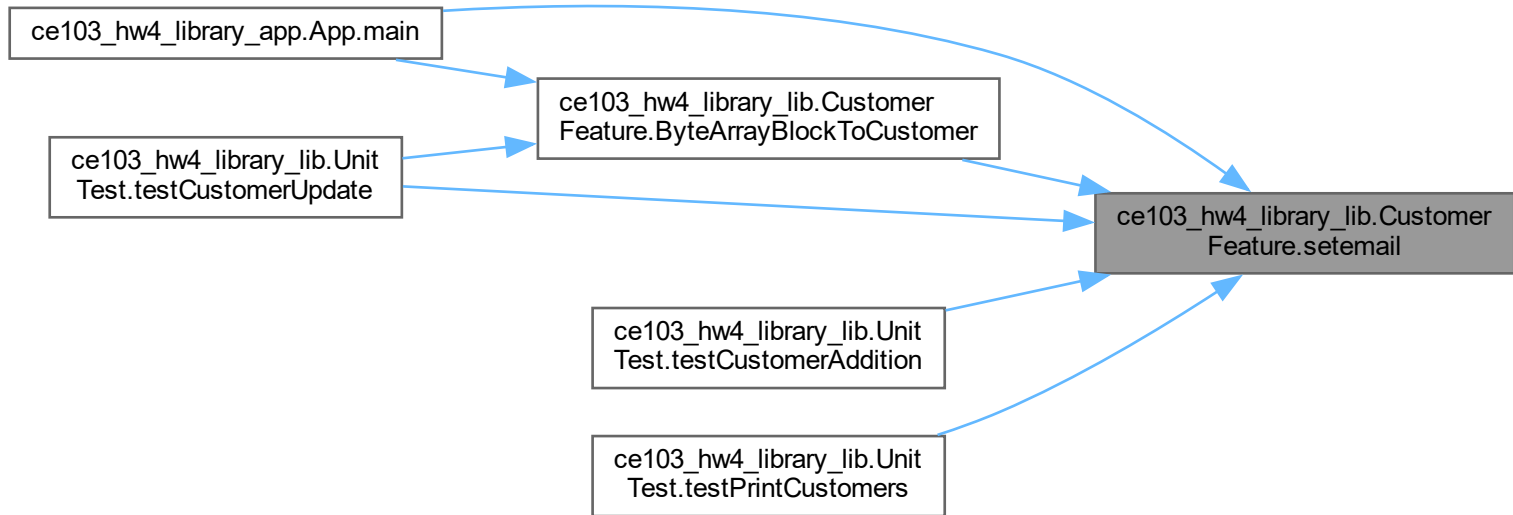 ce103_hw4_library_app.App.main
ce103_hw4_library_lib.Customer
Feature.ByteArrayBlockToCustomer
ce103_hw4_library_lib.Unit
Test.testCustomerUpdate
ce103_hw4_library_lib.Customer
Feature.setemail
ce103_hw4_library_lib.Unit
Test.testCustomerAddition
ce103_hw4_library_lib.Unit
Test.testPrintCustomers